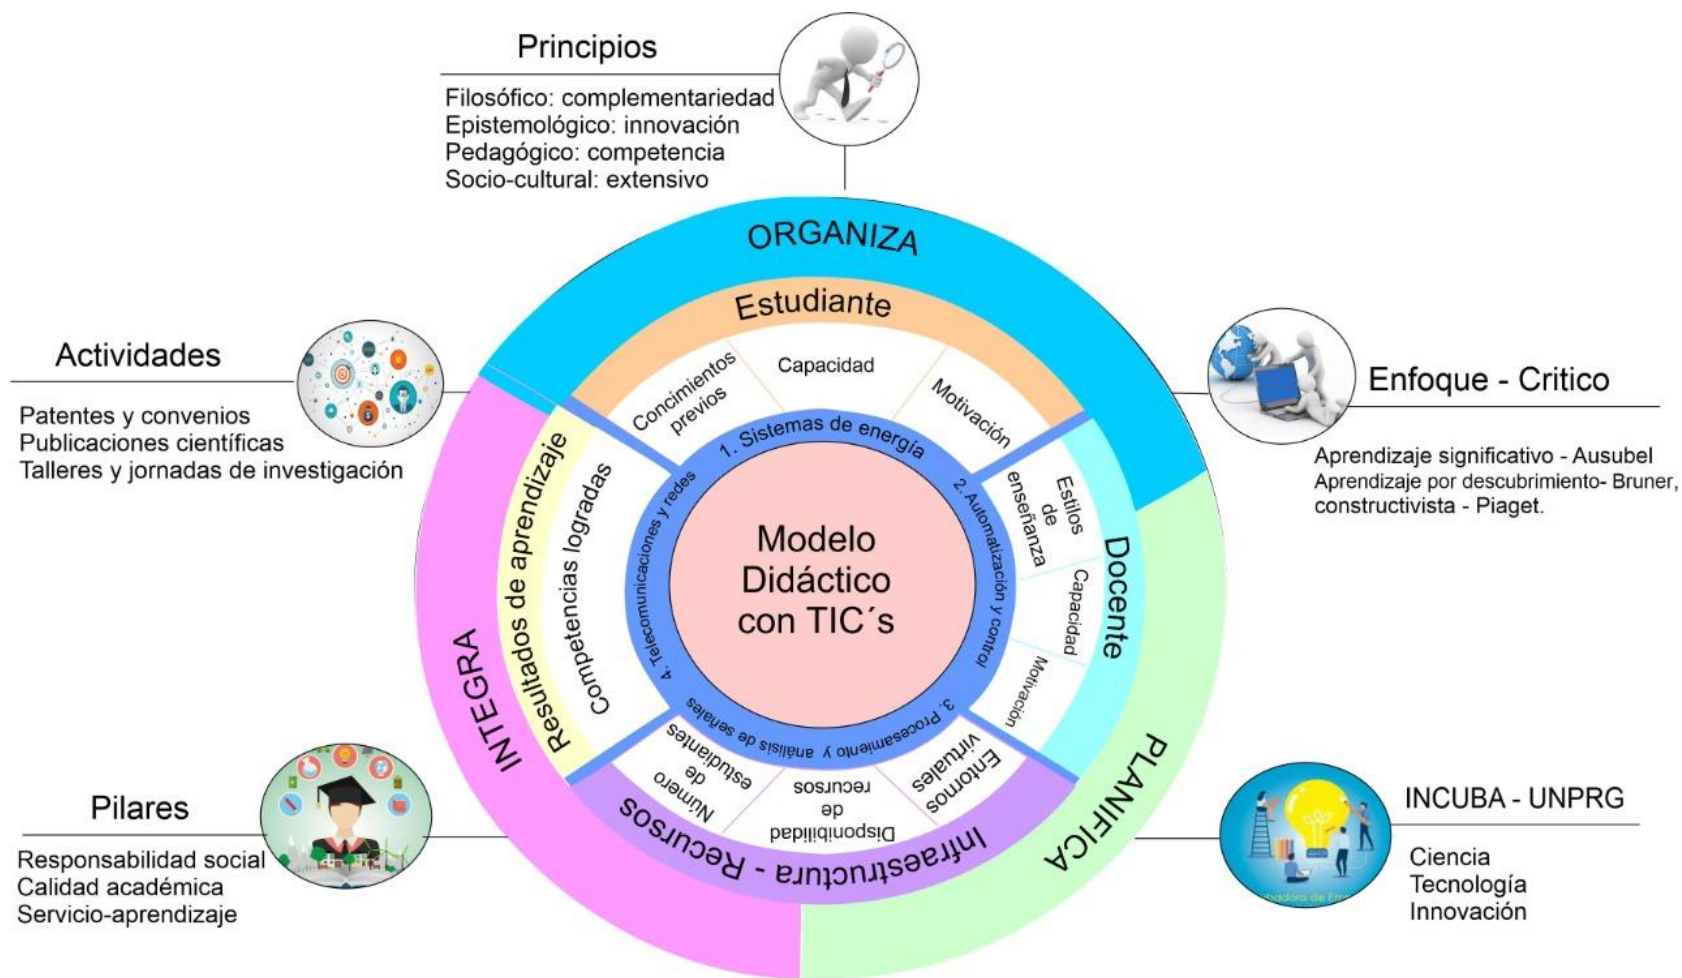 Principios
Filosófico: complementariedad
Epistemológico: innovación
Pedagógico: competencia
Socio-cultural: extensivo
Actividades
Patentes y convenios
Publicaciones científicas
Talleres y jornadas de investigación
Enfoque - Critico
Aprendizaje significativo - Ausubel
Aprendizaje por descubrimiento- Bruner,
constructivista - Piaget.
Pilares
Responsabilidad social
Calidad académica
Servicio-aprendizaje
INCUBA - UNPRG
Ciencia
Tecnología
Innovación
ORGANIZA
PLANIFICA
INTEGRA
Estudiante
Concimientos
previos
Capacidad
Motivación
Docente
Estilos
de
enseñanza
Capacidad
Motivación
Infraestructura - Recursos
Entornos
virtuales
Disponibilidad
de
recursos
Número
de
estudiantes
Resultados de aprendizaje
Competencias logradas
1. Sistemas de energía
2. Automatización y control
3. Procesamiento y análisis de señales
4. Telecomunicaciones y redes
Modelo
Didáctico
con TIC´s